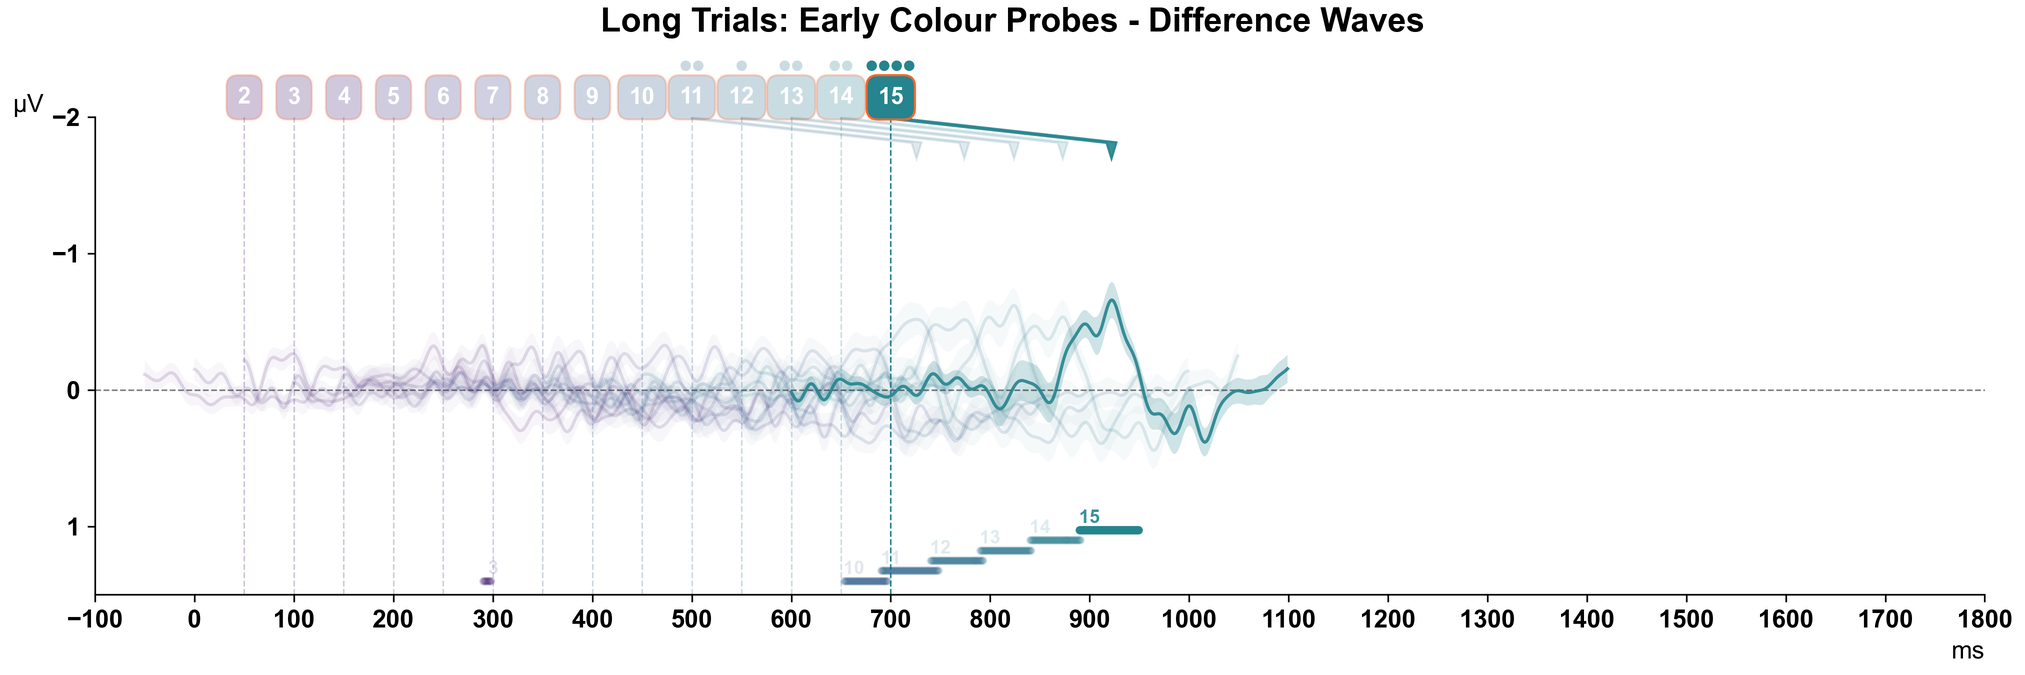 Long Trials: Early Colour Probes - Difference Waves
2 3 4 5 6 7 8 9 10 11 12 13 14 15
µV
−2
−1
0
1
15
14
13
12
11
10
3
−100 0 100 200 300 400 500 600 700 800 900 1000 1100 1200 1300 1400 1500 1600 1700 1800
ms